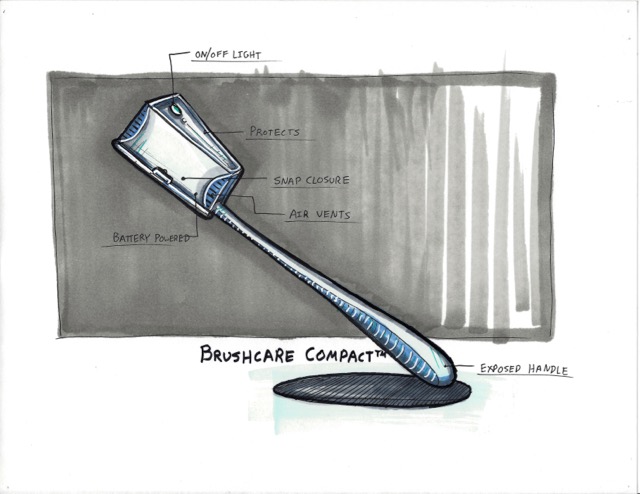 ON/OFF LIGHT
PROTECTS
SNAP CLOSURE
AIR VENTS
BATTERY POWERED
BRUSHCARE COMPACT™
EXPOSED HANDLE